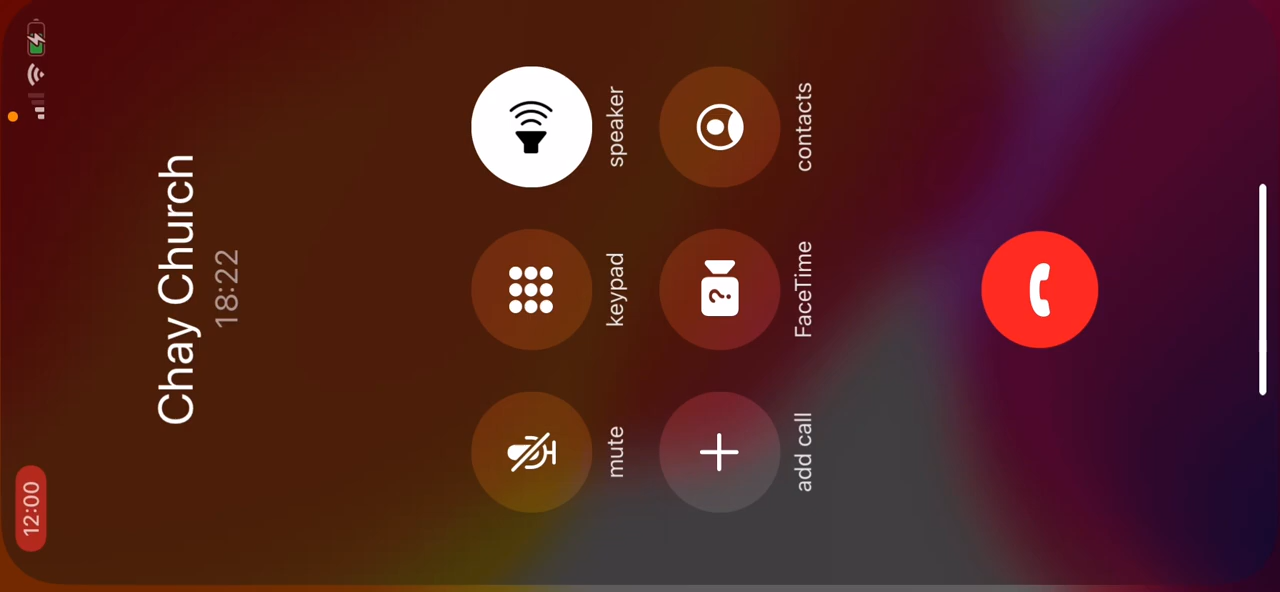 12:00
Chay Church
18:22
mute
keypad
speaker
add call
?
FaceTime
contacts